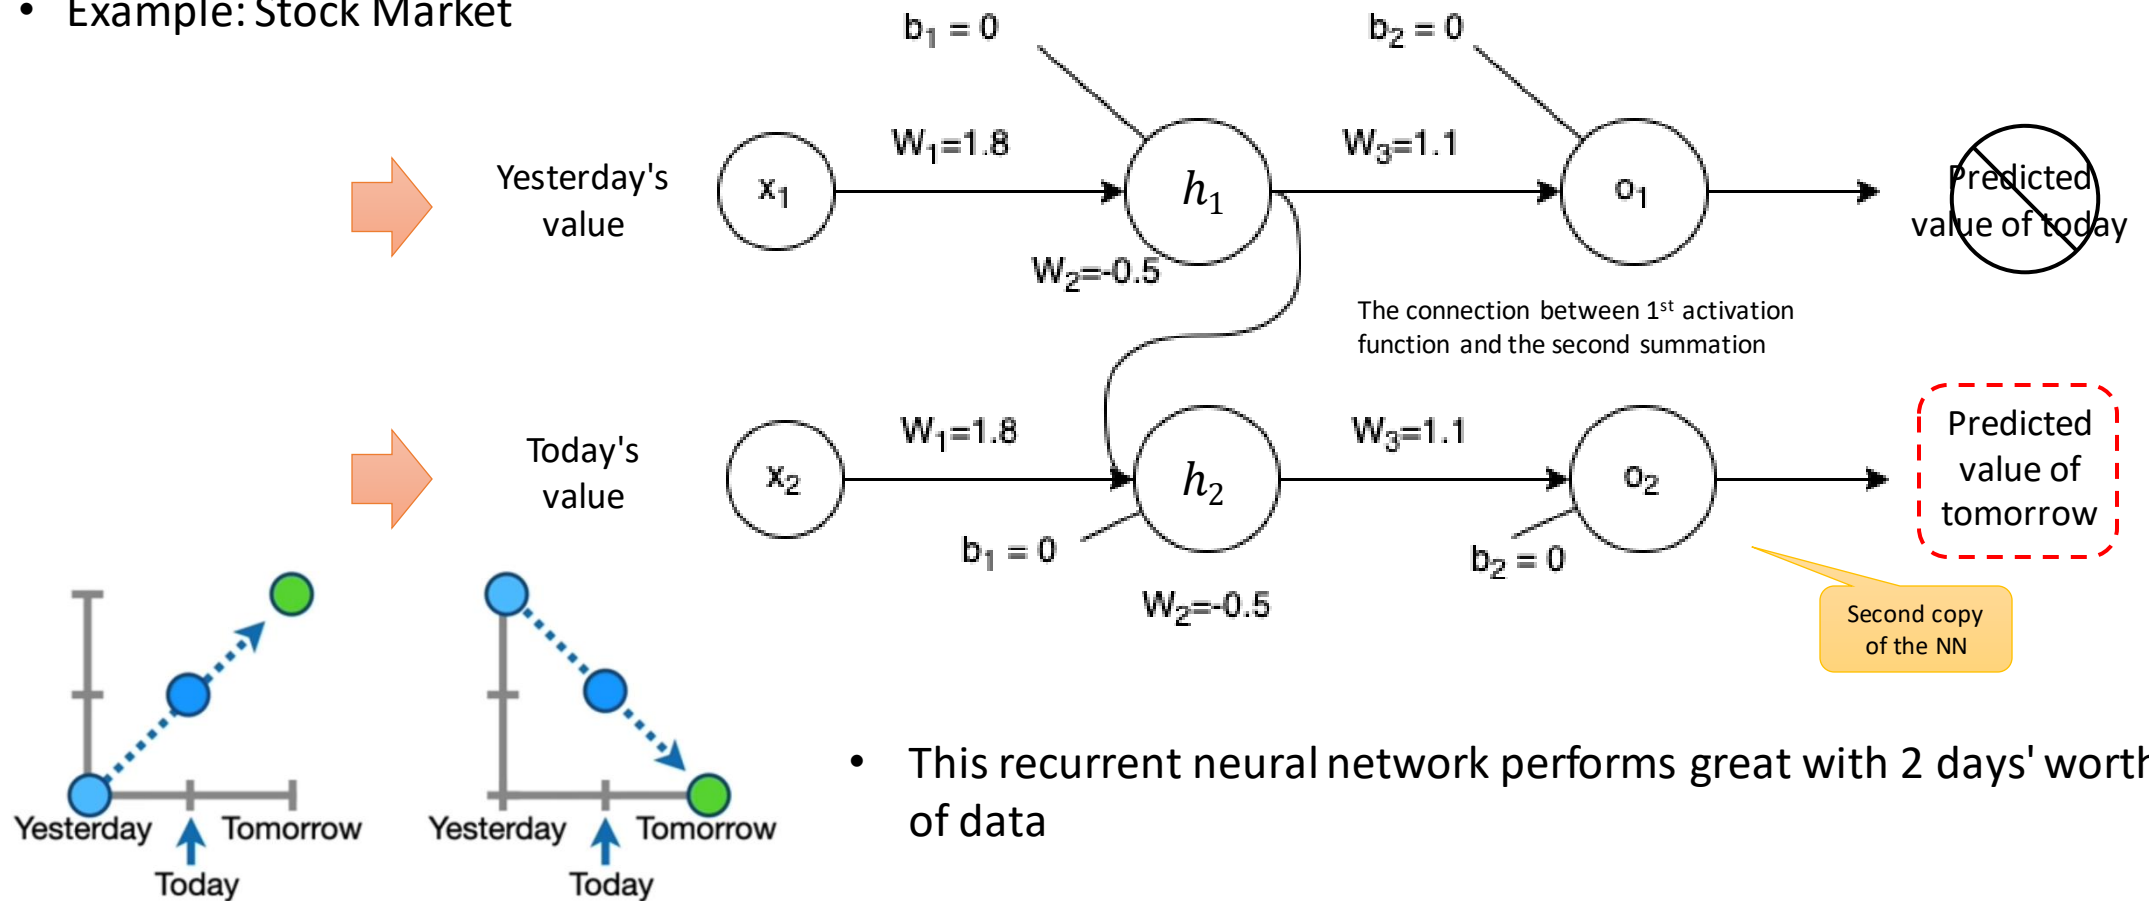 • Example: Stock Market
b₁ = 0
b₂ = 0
Yesterday's
value
x₁
W₁=1.8
h₁
W₃=1.1
o₁
Predicted
value of today
W₂=-0.5
The connection between 1ˢᵗ activation
function and the second summation
Today's
value
x₂
W₁=1.8
h₂
W₃=1.1
o₂
Predicted
value of
tomorrow
b₁ = 0
b₂ = 0
W₂=-0.5
Second copy
of the NN
Yesterday
Tomorrow
Today
Yesterday
Tomorrow
Today
• This recurrent neural network performs great with 2 days' worth
of data